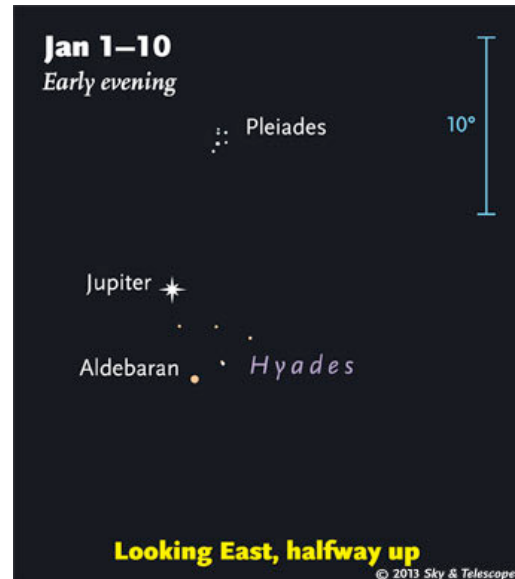 Jan 1–10
Early evening
Pleiades
10°
Jupiter
Aldebaran
Hyades
Looking East, halfway up
© 2013 Sky & Telescope